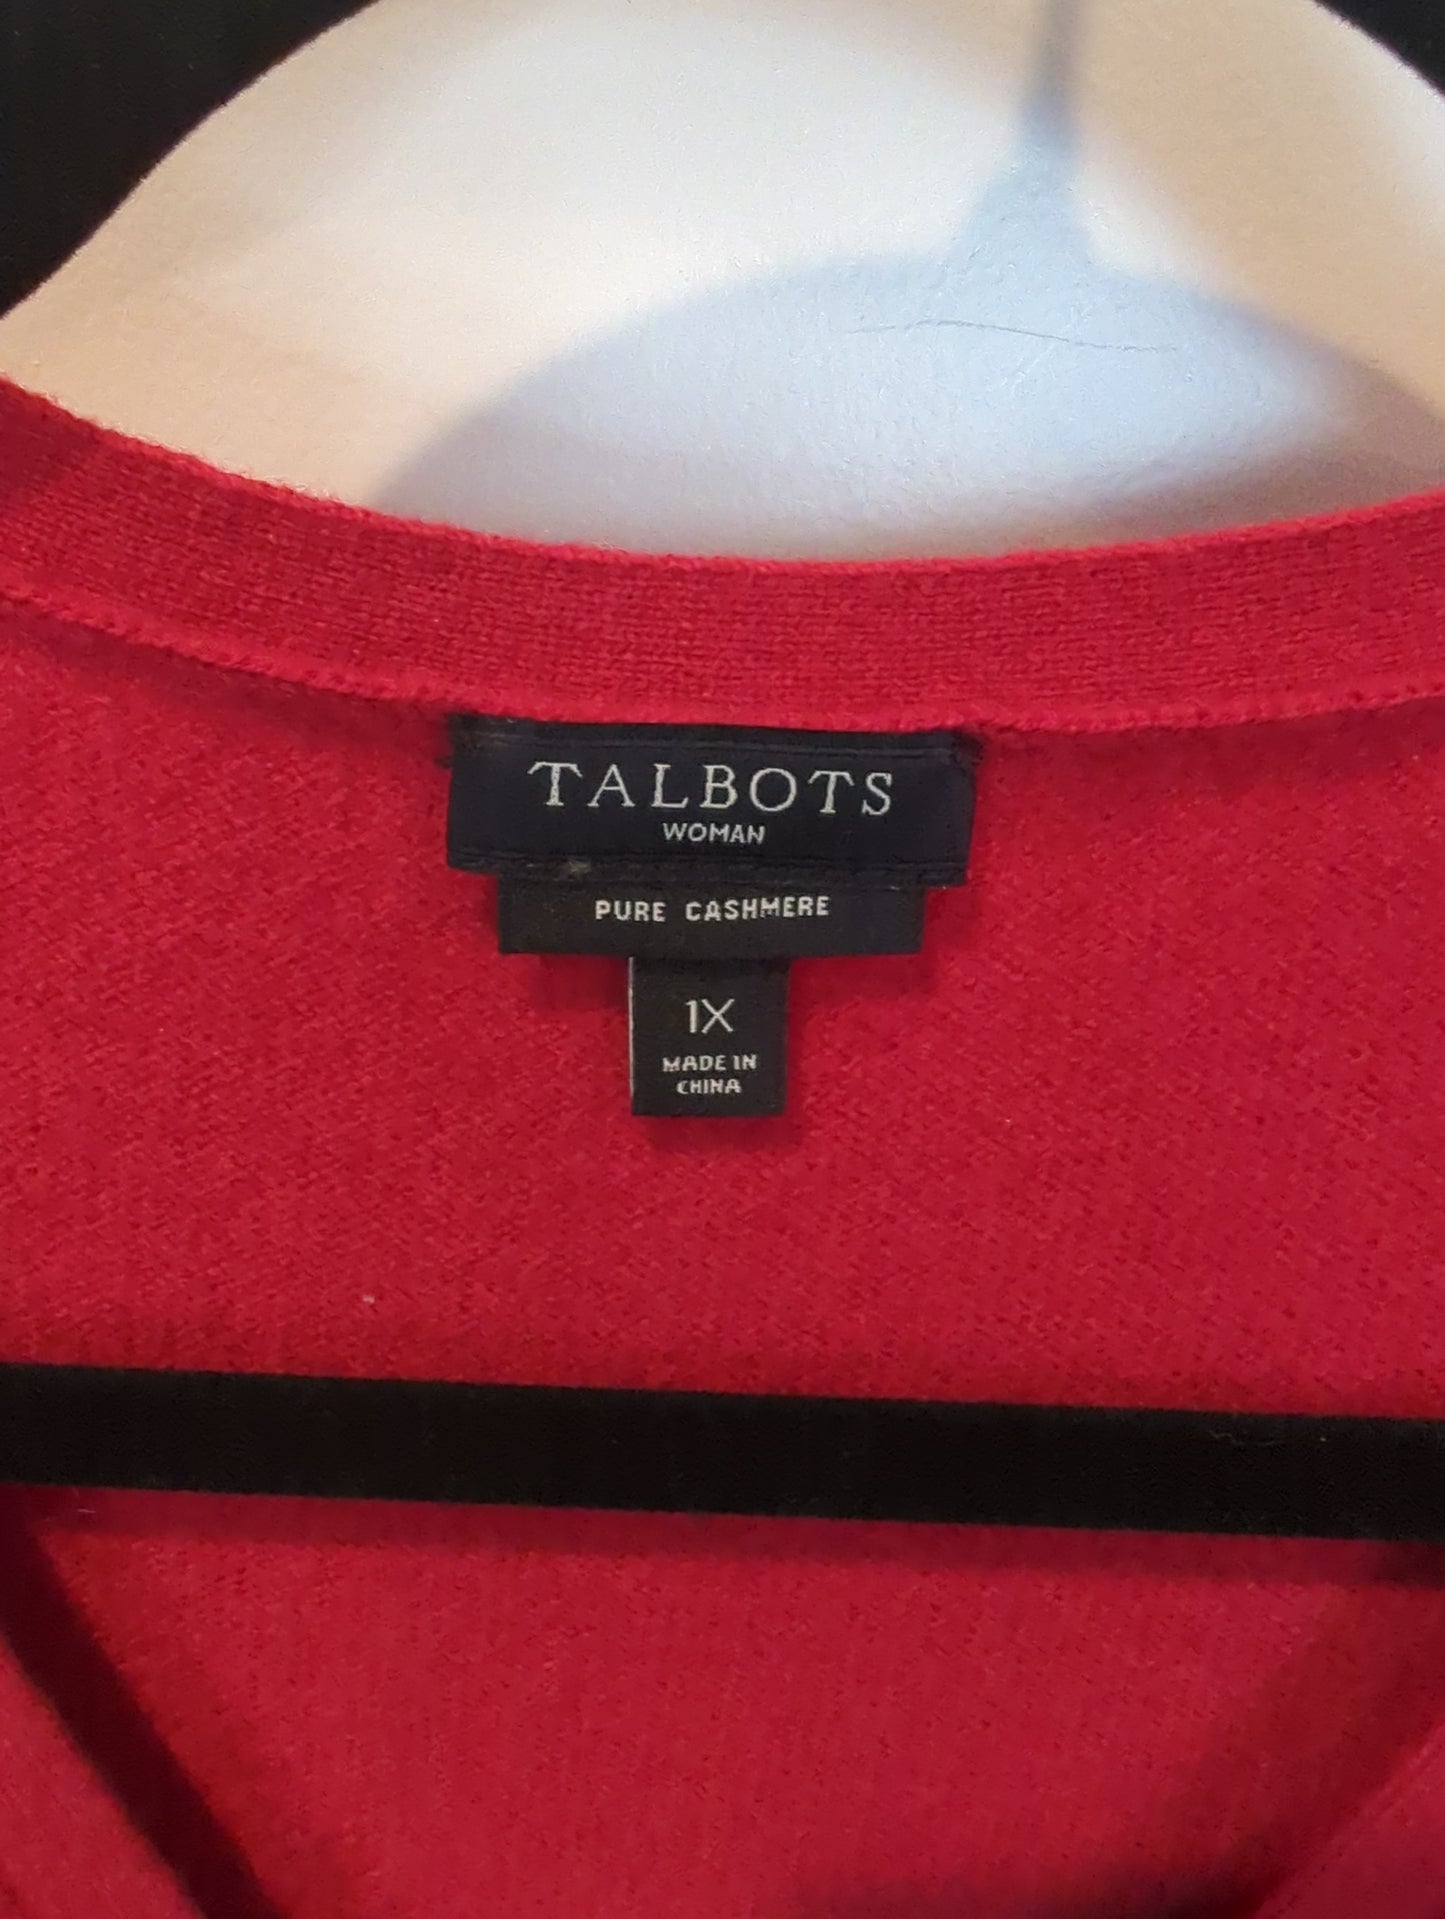 TALBOTS
WOMAN
PURE CASHMERE
1X
MADE IN
CHINA